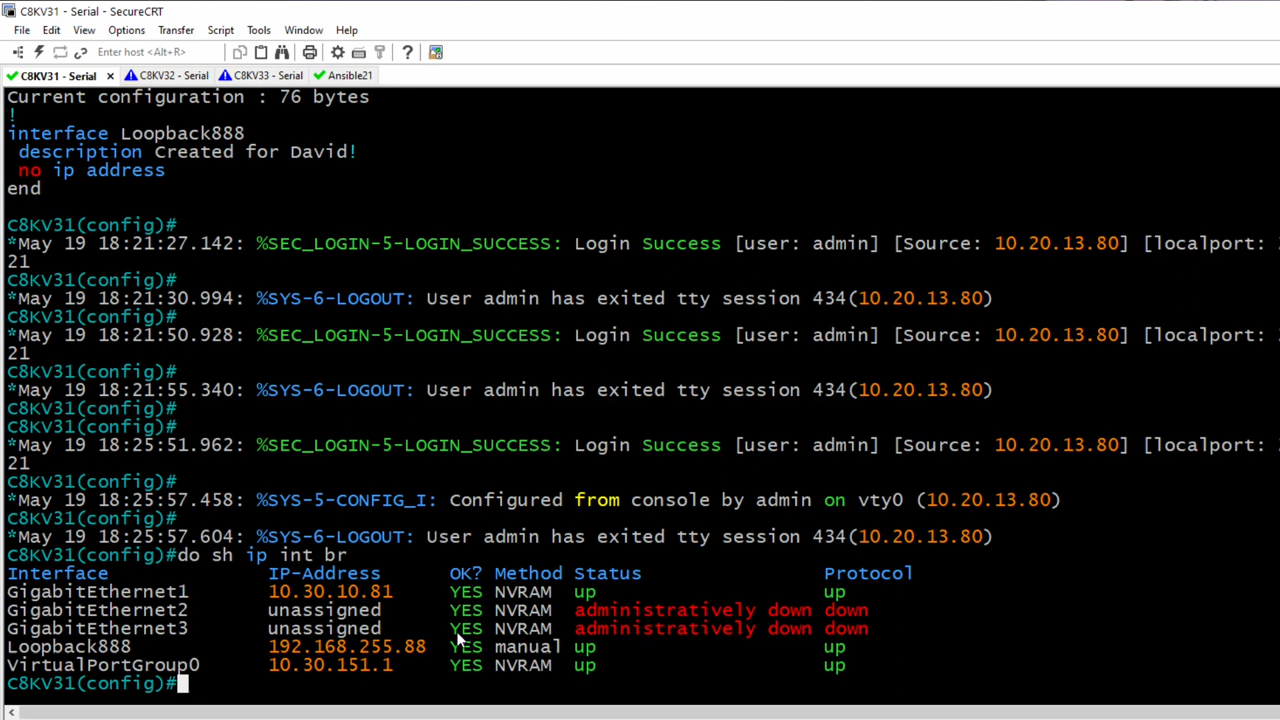 C8KV31 - Serial - SecureCRT
File Edit View Options Transfer Script Tools Window Help
Enter host <Alt+R>
C8KV31 - Serial × C8KV32 - Serial C8KV33 - Serial Ansible21
Current configuration : 76 bytes
!
interface Loopback888
description Created for David!
no ip address
end
C8KV31(config)#
*May 19 18:21:27.142: %SEC_LOGIN-5-LOGIN_SUCCESS: Login Success [user: admin] [Source: 10.20.13.80] [localport:
21
C8KV31(config)#
*May 19 18:21:30.994: %SYS-6-LOGOUT: User admin has exited tty session 434(10.20.13.80)
C8KV31(config)#
*May 19 18:21:50.928: %SEC_LOGIN-5-LOGIN_SUCCESS: Login Success [user: admin] [Source: 10.20.13.80] [localport:
21
C8KV31(config)#
*May 19 18:21:55.340: %SYS-6-LOGOUT: User admin has exited tty session 434(10.20.13.80)
C8KV31(config)#
C8KV31(config)#
*May 19 18:25:51.962: %SEC_LOGIN-5-LOGIN_SUCCESS: Login Success [user: admin] [Source: 10.20.13.80] [localport:
21
C8KV31(config)#
*May 19 18:25:57.458: %SYS-5-CONFIG_I: Configured from console by admin on vty0 (10.20.13.80)
C8KV31(config)#
*May 19 18:25:57.604: %SYS-6-LOGOUT: User admin has exited tty session 434(10.20.13.80)
C8KV31(config)#do sh ip int br
Interface IP-Address OK? Method Status Protocol
GigabitEthernet1 10.30.10.81 YES NVRAM up up
GigabitEthernet2 unassigned YES NVRAM administratively down down
GigabitEthernet3 unassigned YES NVRAM administratively down down
Loopback888 192.168.255.88 YES manual up up
VirtualPortGroup0 10.30.151.1 YES NVRAM up up
C8KV31(config)#